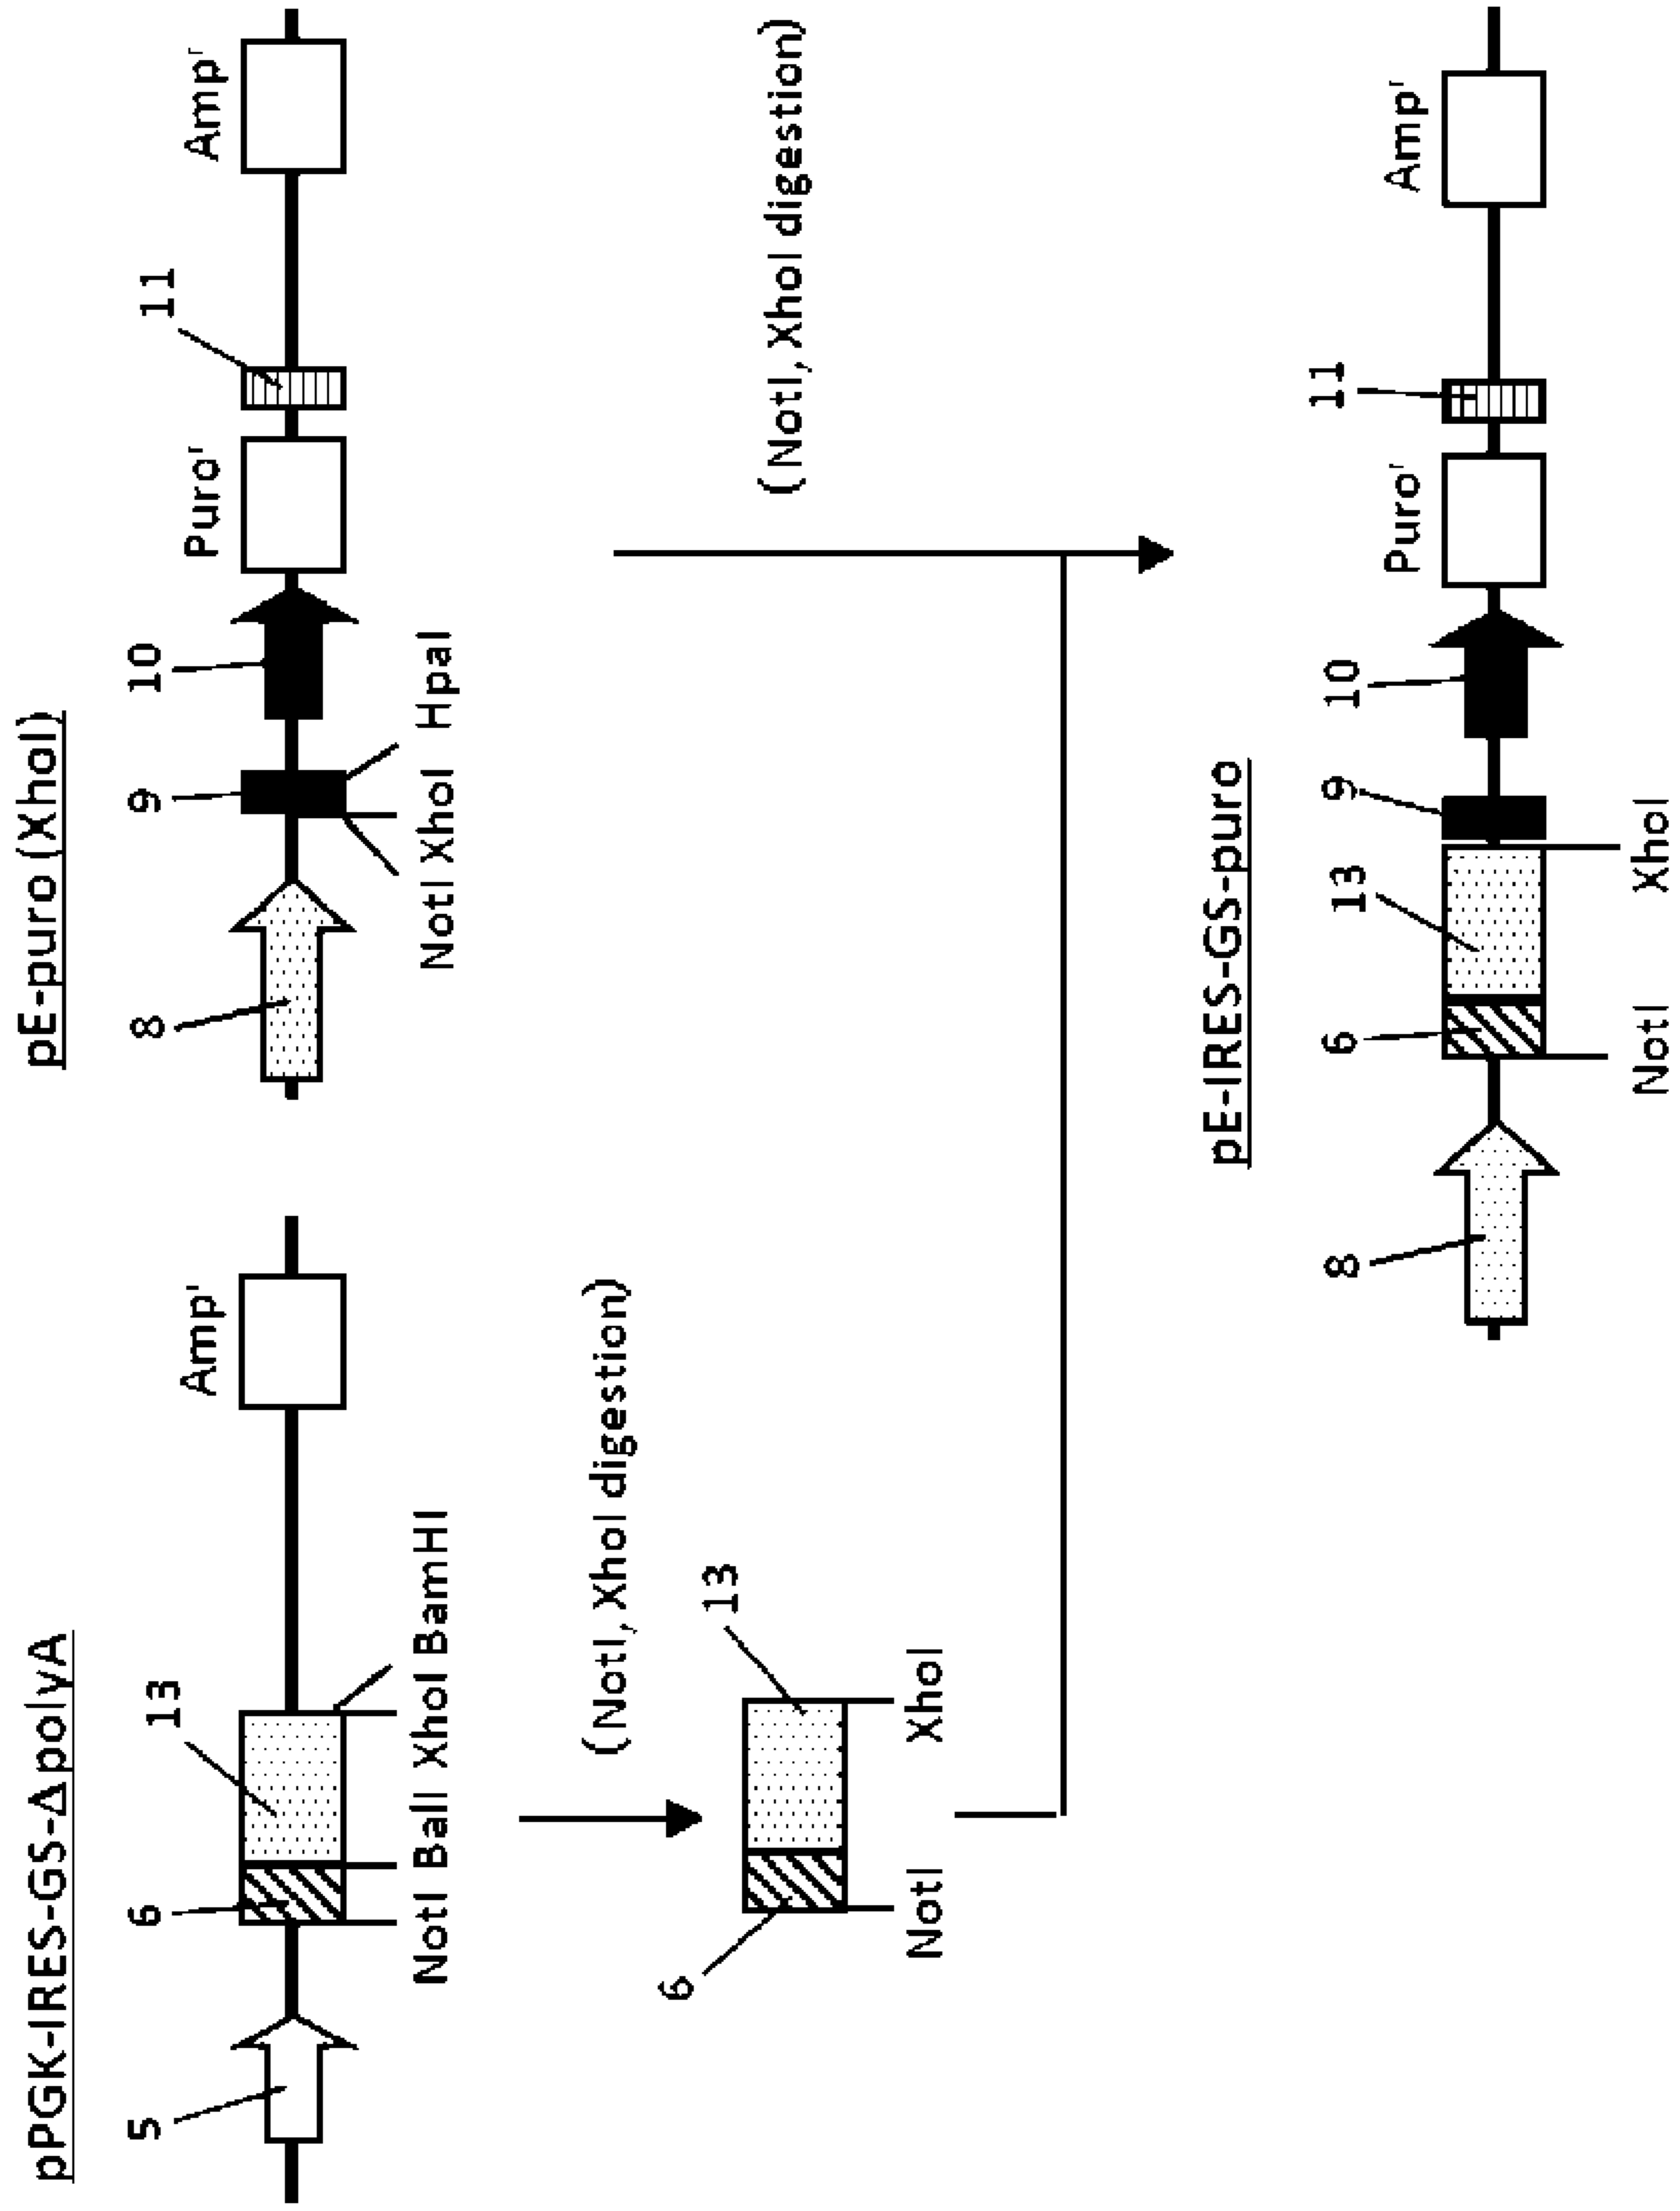 pPGK-IRES-GS-ΔpolyA
5
6
13
Ampʳ
NotI BalI XhoI BamHI
(NotI, XhoI digestion)
6
13
NotI
XhoI
pE-puro (XhoI)
8
9
10
Puroʳ
11
Ampʳ
NotI XhoI HpaI
(NotI, XhoI digestion)
pE-IRES-GS-puro
8
6
13
9
10
Puroʳ
11
Ampʳ
NotI
XhoI